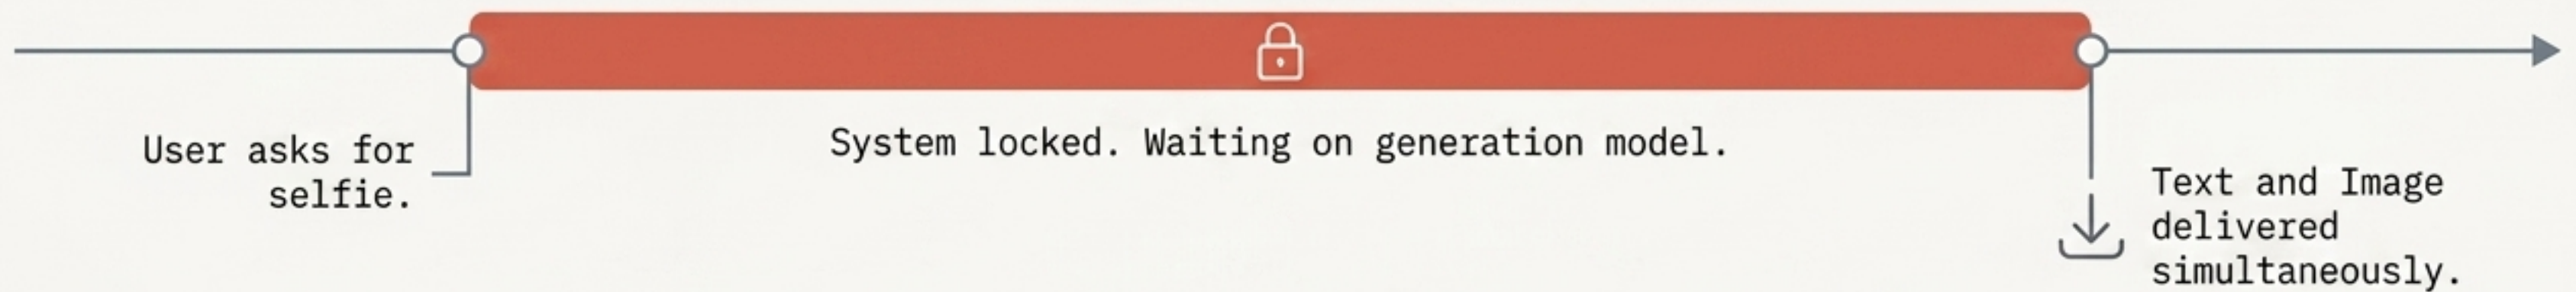 User asks for
selfie.
System locked. Waiting on generation model.
Text and Image
delivered
simultaneously.